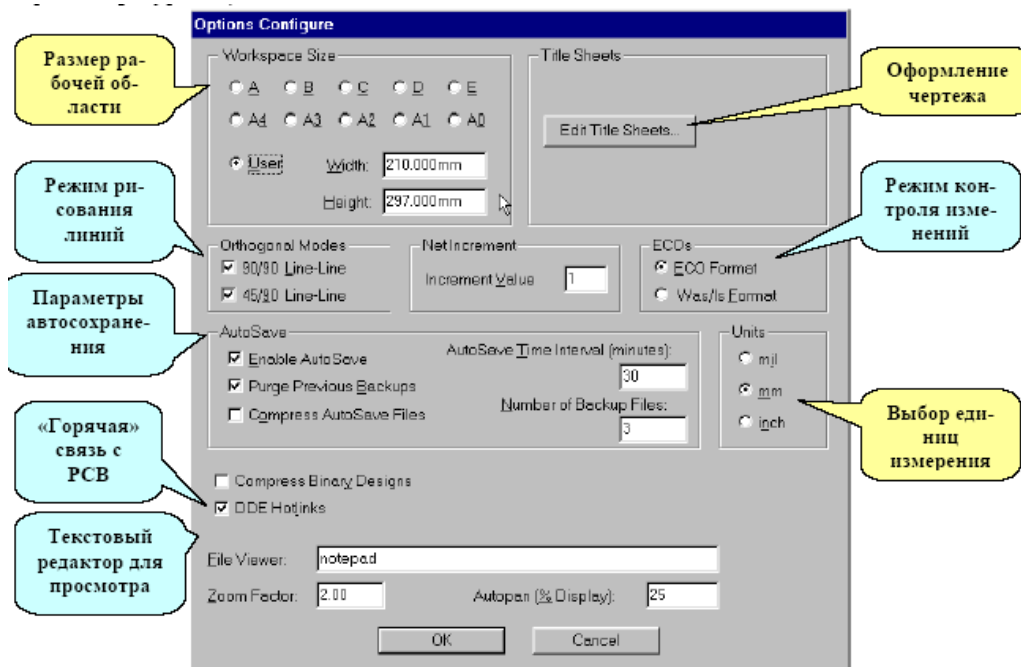 Options Configure
Размер ра-
бочей об-
ласти
Workspace Size
A B C D E
A4 A3 A2 A1 A0
User Width: 210.000mm
Height: 297.000mm
Title Sheets
Edit Title Sheets...
Оформление
чертежа
Режим ри-
сования
линий
Orthogonal Modes
90/90 Line-Line
45/90 Line-Line
Net Increment
Increment Value 1
ECOs
ECO Format
Was/Is Format
Режим кон-
троля изме-
нений
Параметры
автосохране-
ния
AutoSave
Enable AutoSave
Purge Previous Backups
Compress AutoSave Files
AutoSave Time Interval (minutes):
30
Number of Backup Files:
3
Units
mil
mm
inch
Выбор еди-
ниц
измерения
«Горячая»
связь с
PCB
Compress Binary Designs
DDE Hotlinks
Текстовый
редактор для
просмотра
File Viewer: notepad
Zoom Factor: 2.00 Autopan (% Display): 25
OK Cancel